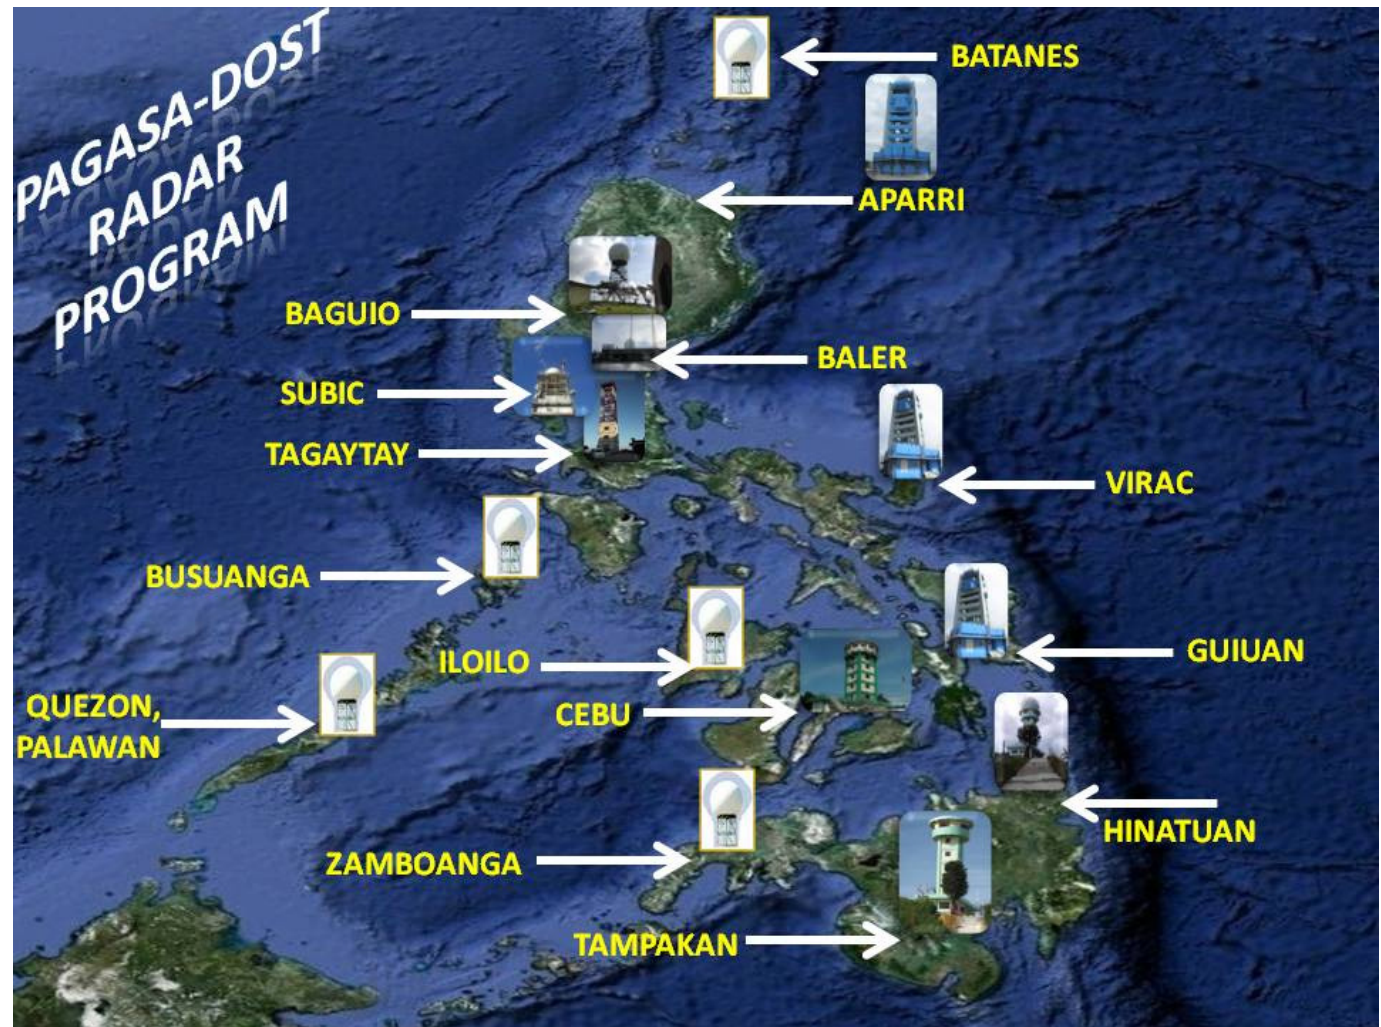 PAGASA-DOST
RADAR
PROGRAM
BATANES
APARRI
BAGUIO
BALER
SUBIC
TAGAYTAY
VIRAC
BUSUANGA
ILOILO
GUIUAN
QUEZON,
PALAWAN
CEBU
HINATUAN
ZAMBOANGA
TAMPAKAN